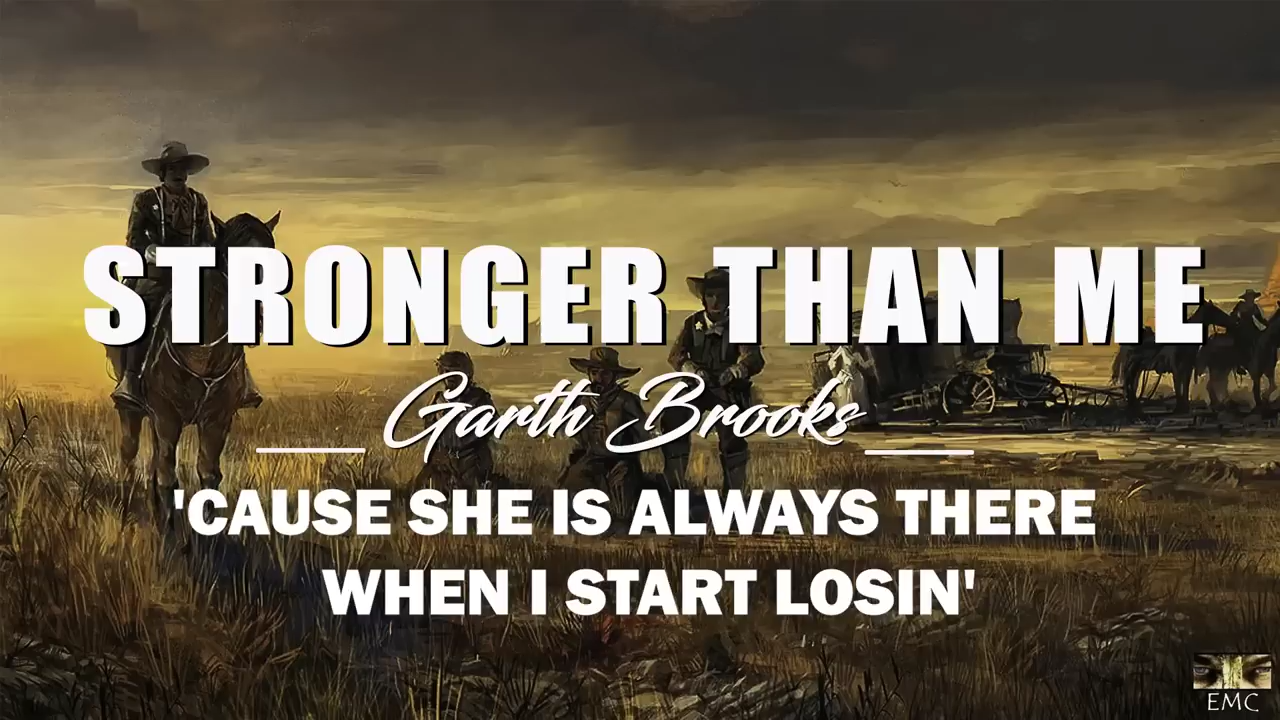 STRONGER THAN ME
Garth Brooks
'CAUSE SHE IS ALWAYS THERE
WHEN I START LOSIN'
EMC